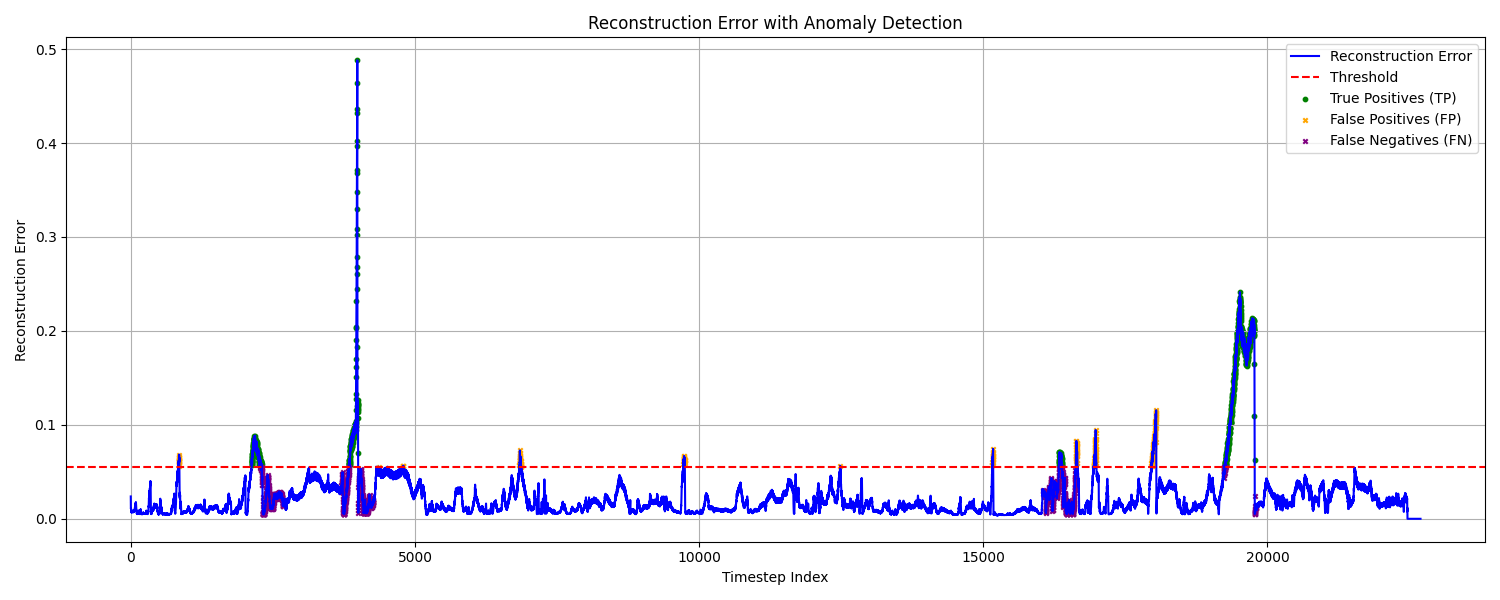 Reconstruction Error with Anomaly Detection
Reconstruction Error
0.5
0.4
0.3
0.2
0.1
0.0
Reconstruction Error
Threshold
True Positives (TP)
False Positives (FP)
False Negatives (FN)
0
5000
10000
15000
20000
Timestep Index